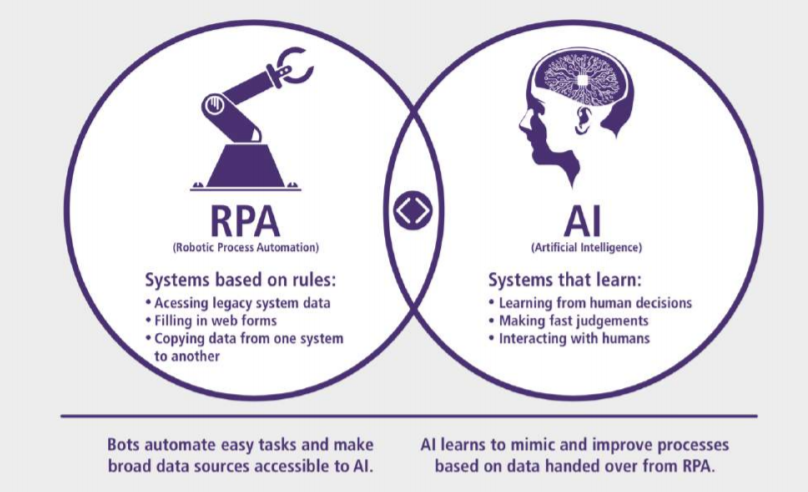 RPA
(Robotic Process Automation)
Systems based on rules:
• Acessing legacy system data
• Filling in web forms
• Copying data from one system
to another
AI
(Artificial Intelligence)
Systems that learn:
• Learning from human decisions
• Making fast judgements
• Interacting with humans
Bots automate easy tasks and make
broad data sources accessible to AI.
AI learns to mimic and improve processes
based on data handed over from RPA.